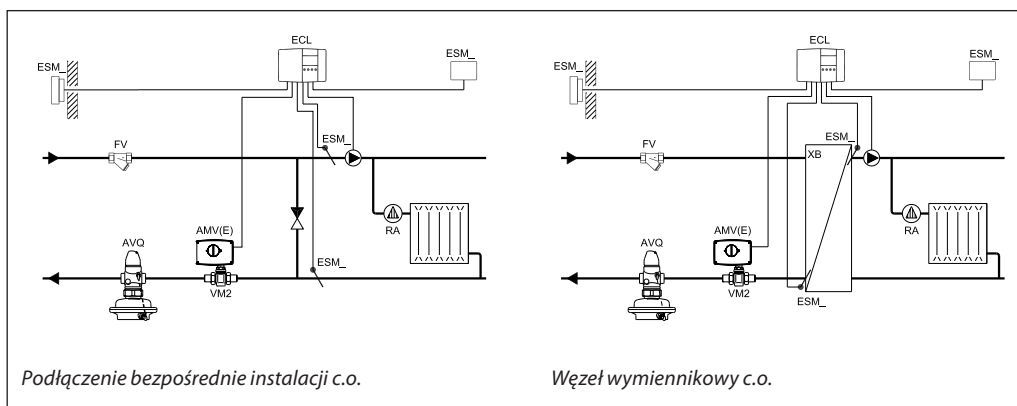 ECL
ESM_
ESM_
FV
ESM_
RA
AVQ
AMV(E)
ESM_
VM2
Podłączenie bezpośrednie instalacji c.o.
ECL
ESM_
ESM_
FV
ESM_
XB
RA
AVQ
AMV(E)
VM2
ESM_
Węzeł wymiennikowy c.o.